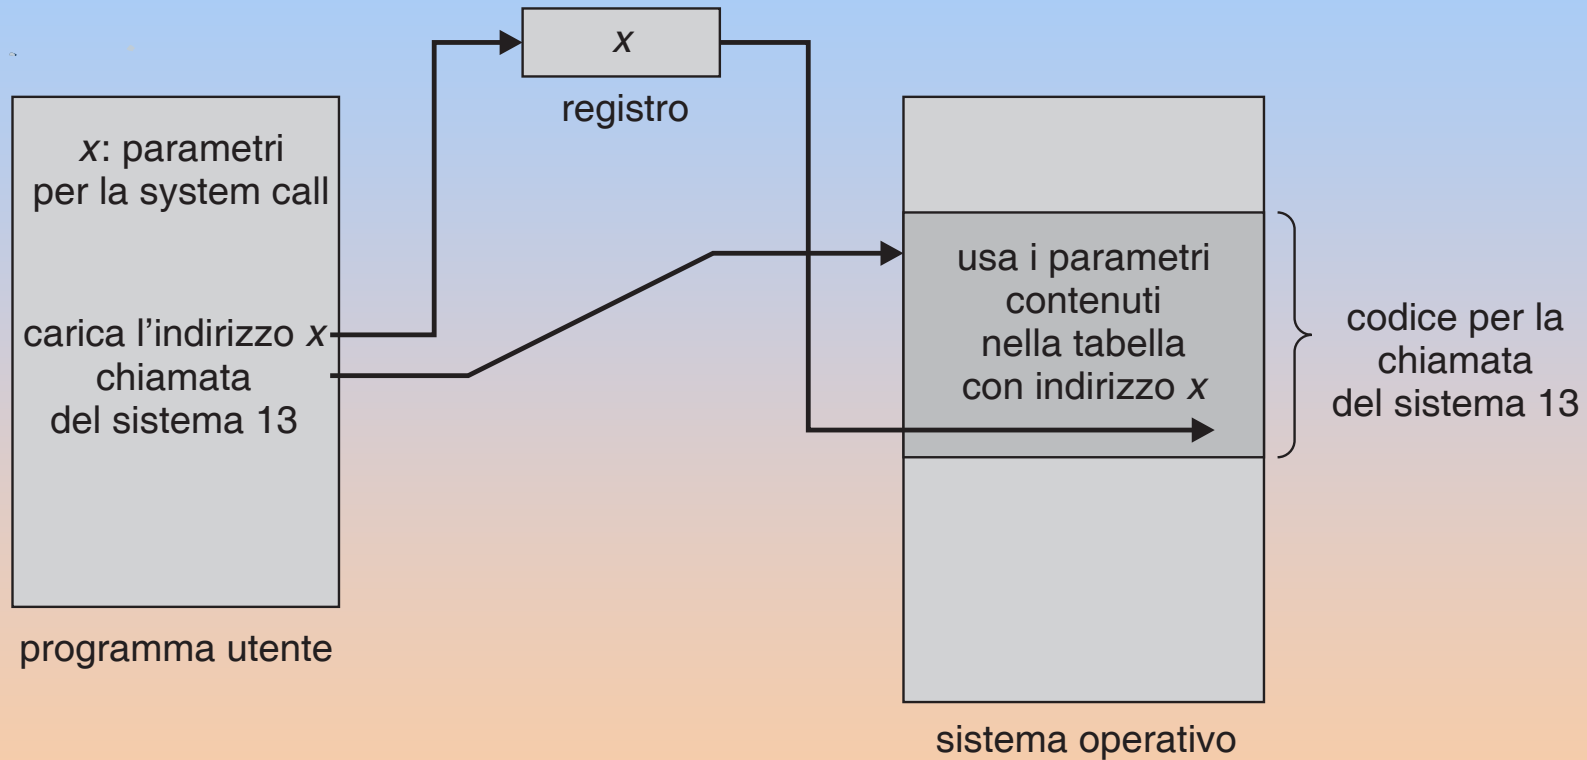 x
registro
x: parametri
per la system call
carica l'indirizzo x
chiamata
del sistema 13
programma utente
usa i parametri
contenuti
nella tabella
con indirizzo x
codice per la
chiamata
del sistema 13
sistema operativo